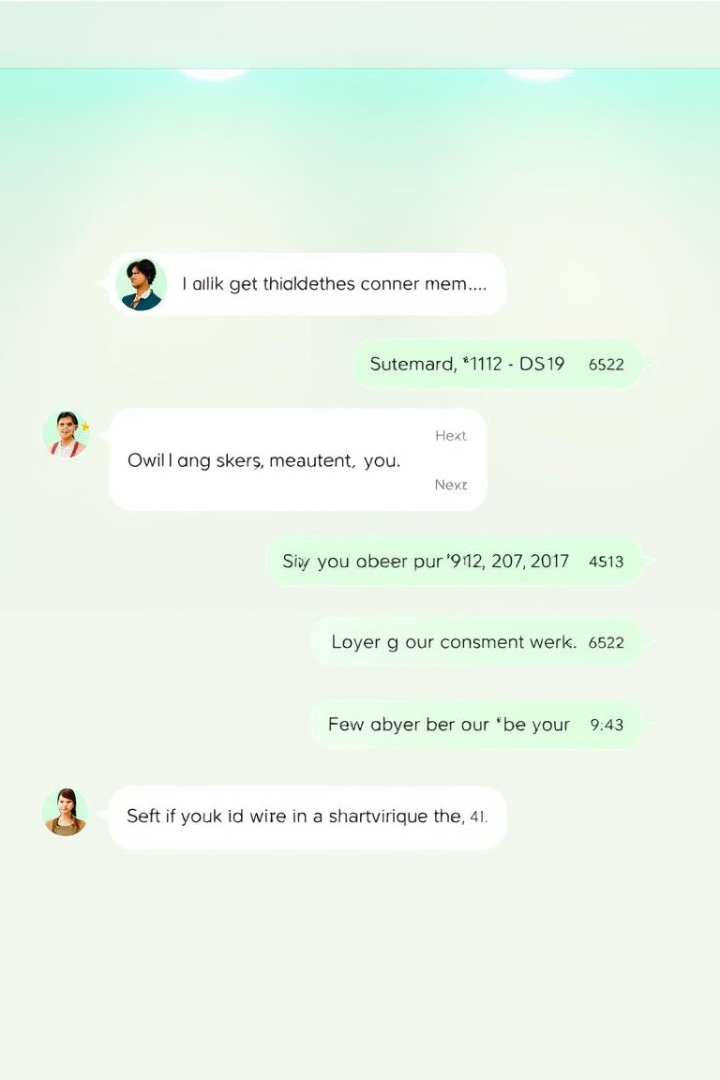 I ailik get thialdethes conner mem....
Sutemard, *1112 - DS19 6522
Hext
Owil l ang skers, meautent, you.
Next
Siy you abeer pur '912, 207, 2017 4513
Loyer g our consment werk. 6522
Few abyer ber our *be your 9:43
Seft if youk id wire in a shartvirique the, 41.